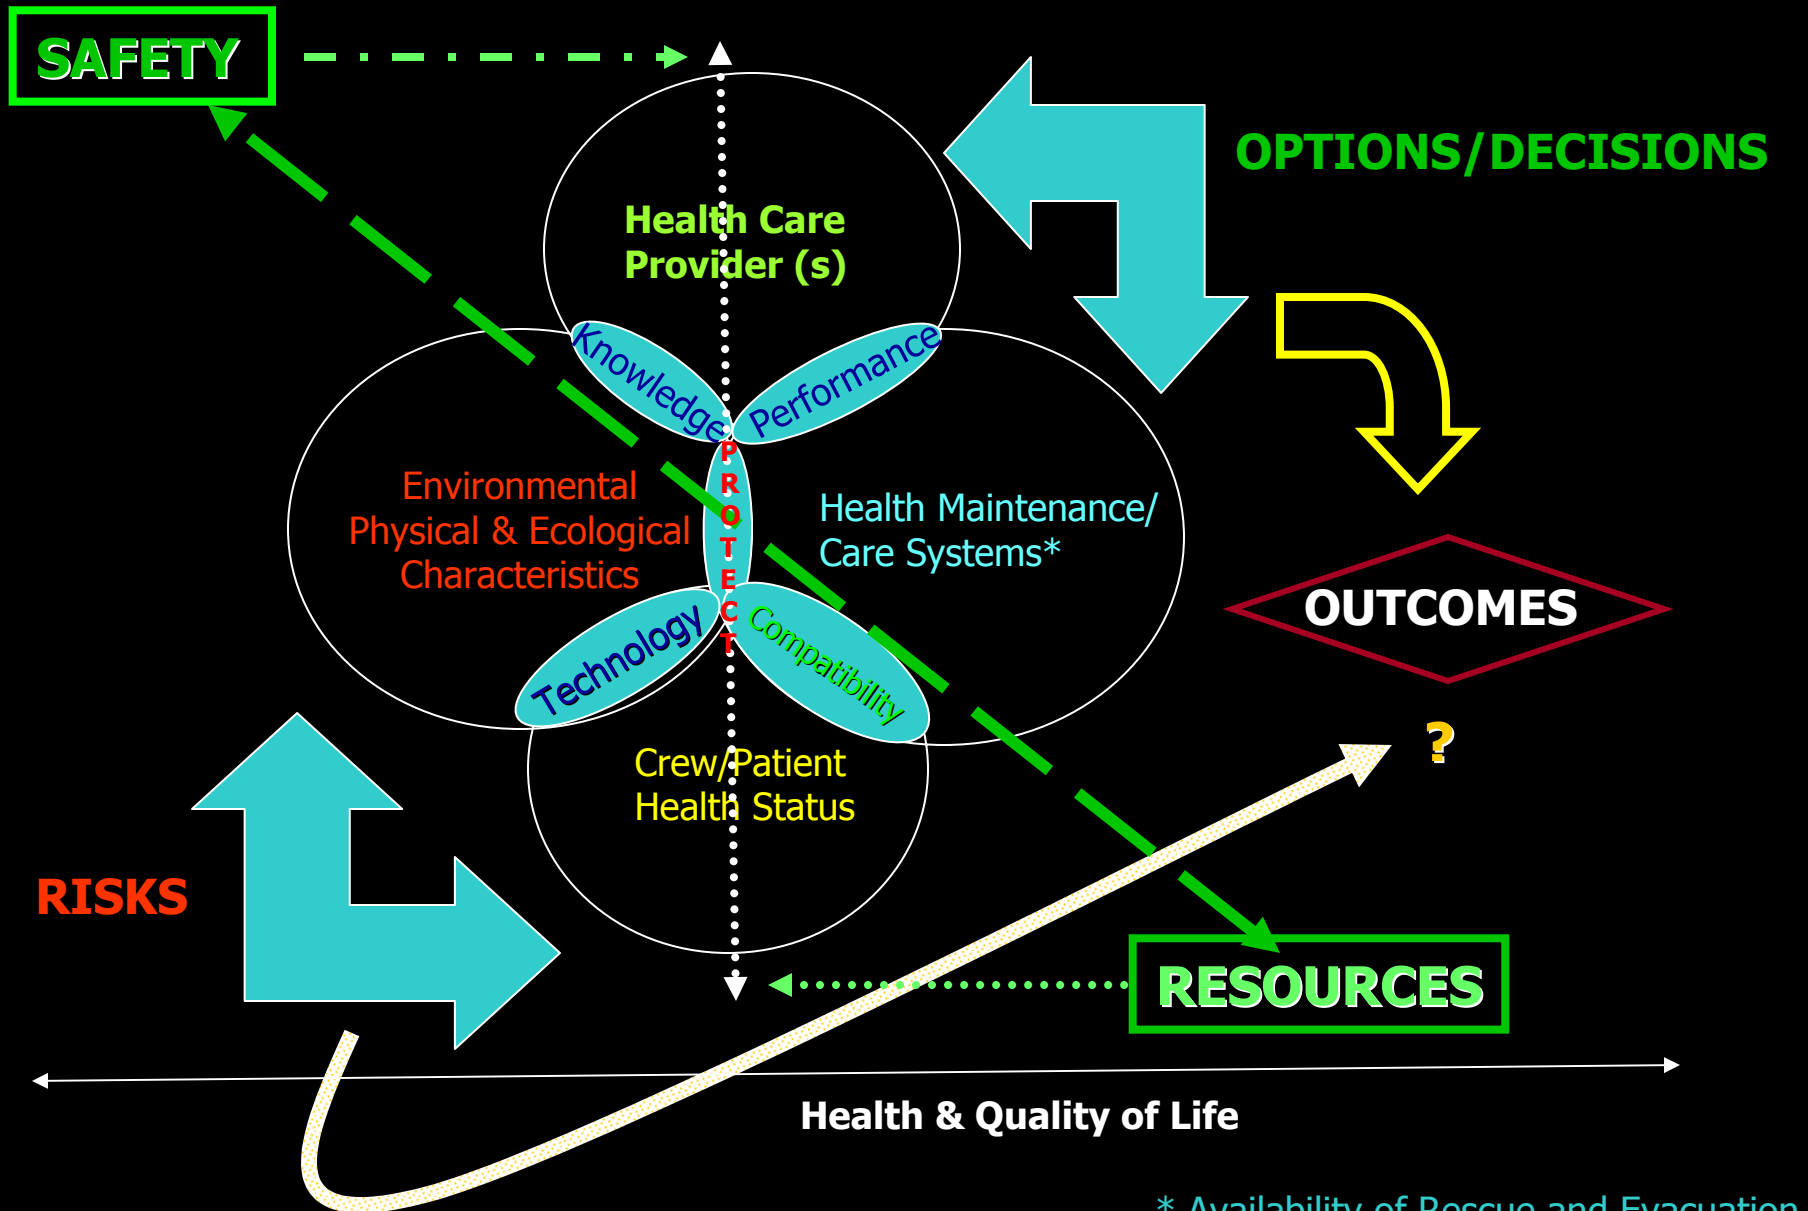 SAFETY
OPTIONS/DECISIONS
Health Care
Provider (s)
Knowledge
Performance
PROTECT
Environmental
Physical & Ecological
Characteristics
Health Maintenance/
Care Systems*
Technology
Compatibility
OUTCOMES
?
Crew/Patient
Health Status
RISKS
RESOURCES
Health & Quality of Life
* Availability of Rescue and Evacuation